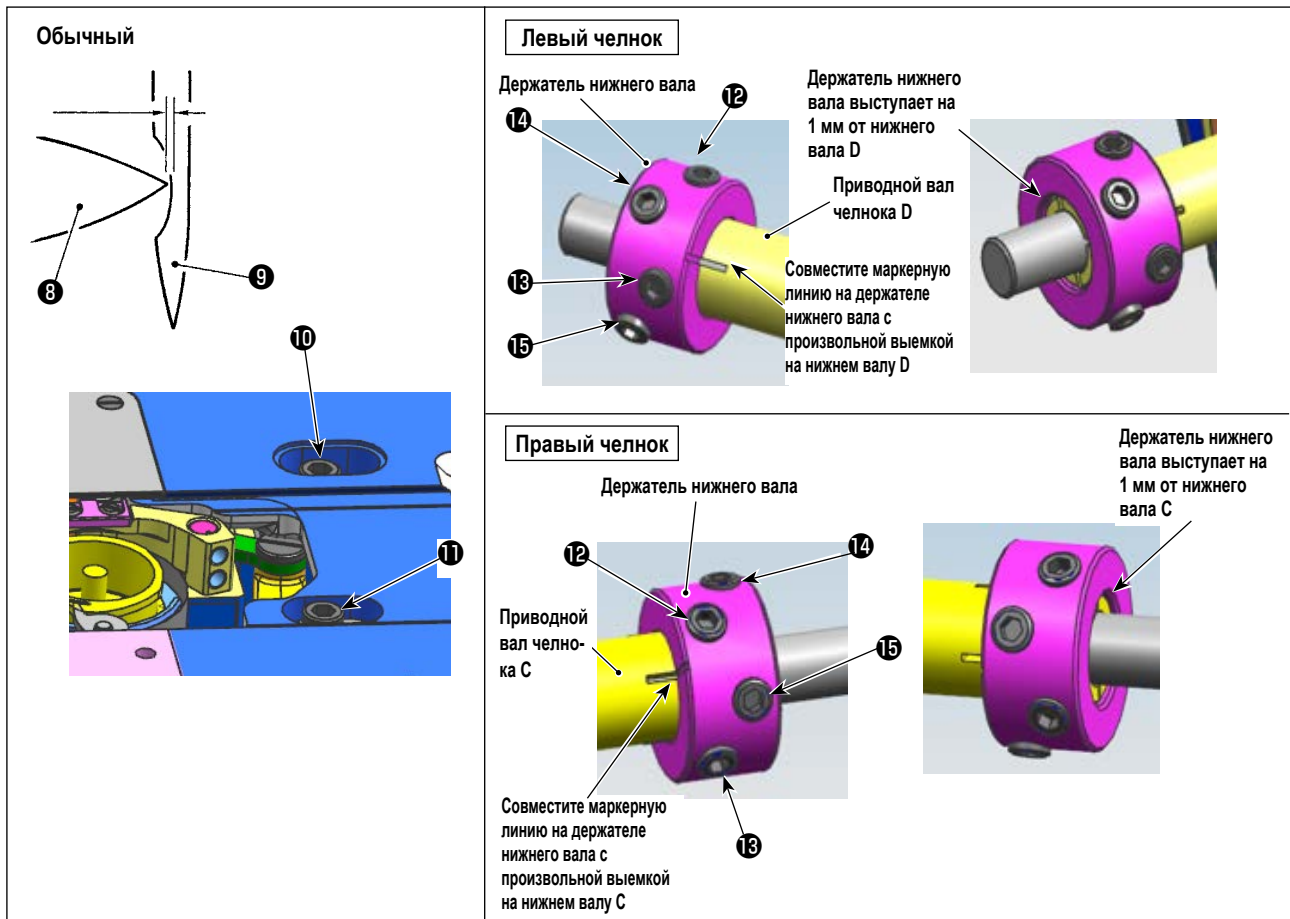 Обычный
❽
❾
❿
⓫
Левый челнок
Держатель нижнего вала
⓬
⓮
⓭
⓯
Приводной вал
челнока D
Совместите маркерную
линию на держателе
нижнего вала с
произвольной выемкой
на нижнем валу D
Держатель нижнего
вала выступает на
1 мм от нижнего
вала D
Правый челнок
Держатель нижнего вала
⓬
⓮
Приводной
вал челно-
ка C
⓯
⓭
Совместите маркерную
линию на держателе
нижнего вала с
произвольной выемкой
на нижнем валу C
Держатель нижнего
вала выступает на
1 мм от нижнего
вала C